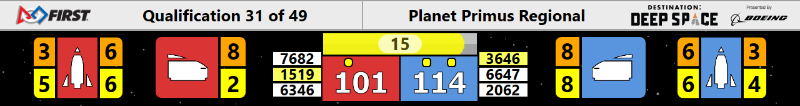 FIRST
Qualification 31 of 49
Planet Primus Regional
DESTINATION:
DEEP SPACE
Presented by
BOEING
3 6
5 6
8
2
7682
1519
6346
15
101 114
3646
6647
2062
8
8
6 3
6 4